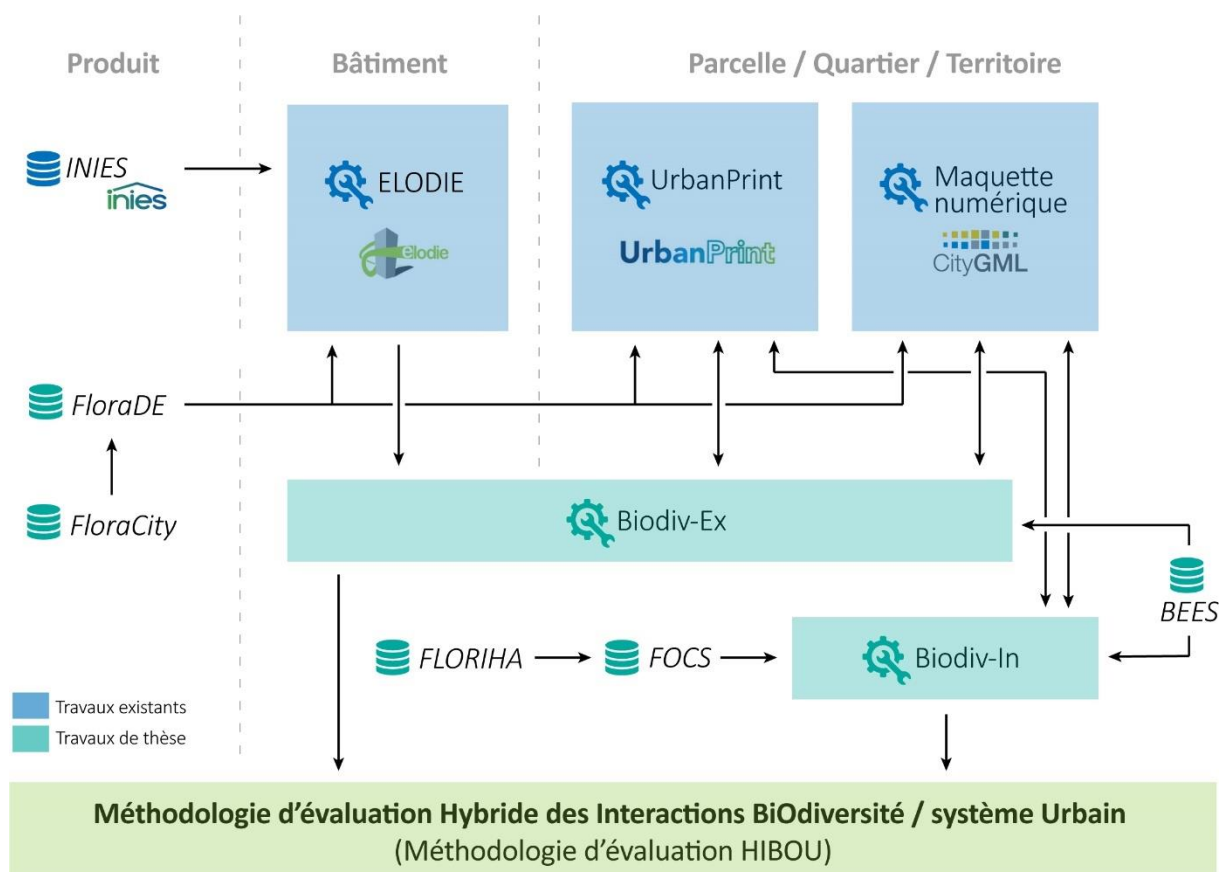 Produit
Bâtiment
Parcelle / Quartier / Territoire
INIES
inies
ELODIE
elodie
UrbanPrint
UrbanPrint
Maquette
numérique
CityGML
FloraDE
FloraCity
Biodiv-Ex
BEES
FLORIHA
FOCS
Biodiv-In
Travaux existants
Travaux de thèse
Méthodologie d'évaluation Hybride des Interactions BiOdiversité / système Urbain
(Méthodologie d'évaluation HIBOU)